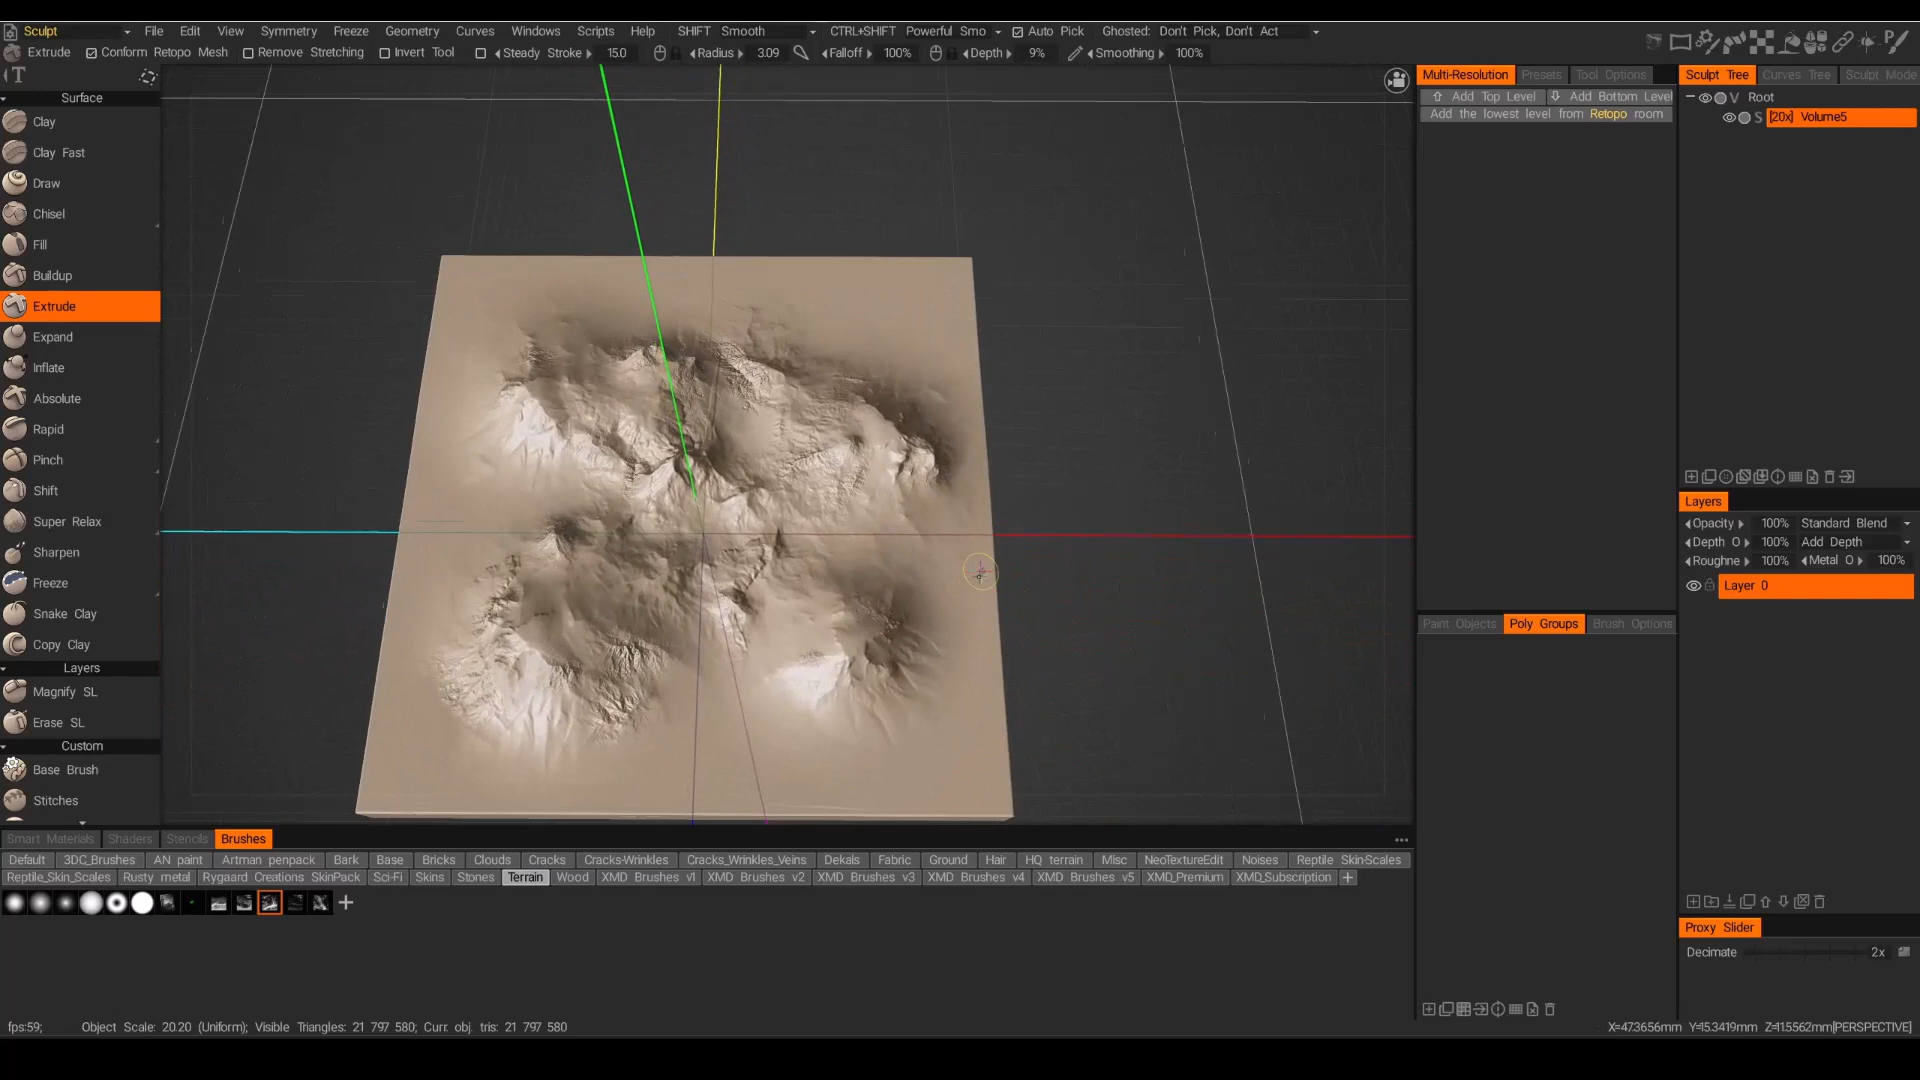 Sculpt File Edit View Symmetry Freeze Geometry Curves Windows Scripts Help SHIFT Smooth CTRL+SHIFT Powerful Smo Auto Pick Ghosted: Don't Pick, Don't Act
Extrude Conform Retopo Mesh Remove Stretching Invert Tool Steady Stroke 15.0 Radius 3.09 Falloff 100% Depth 9% Smoothing 100%
T
Surface
Clay
Clay Fast
Draw
Chisel
Fill
Buildup
Extrude
Expand
Inflate
Absolute
Rapid
Pinch
Shift
Super Relax
Sharpen
Freeze
Snake Clay
Copy Clay
Layers
Magnify SL
Erase SL
Custom
Base Brush
Stitches
Multi-Resolution Presets Tool Options
Add Top Level Add Bottom Level
Add the lowest level from Retopo room
Sculpt Tree Curves Tree Sculpt Mode
V Root
S [20x] Volume5
Layers
Opacity 100% Standard Blend
Depth O 100% Add Depth
Roughne 100% Metal O 100%
Layer 0
Paint Objects Poly Groups Brush Options
Proxy Slider
Decimate 2x
Smart Materials Shaders Stencils Brushes
Default 3DC_Brushes AN paint Artman penpack Bark Base Bricks Clouds Cracks Cracks-Wrinkles Cracks_Wrinkles_Veins Dekals Fabric Ground Hair HQ terrain Misc NeoTextureEdit Noises Reptile Skin-Scales
Reptile_Skin_Scales Rusty metal Rygaard Creations SkinPack Sci-Fi Skins Stones Terrain Wood XMD Brushes v1 XMD Brushes v2 XMD Brushes v3 XMD Brushes v4 XMD Brushes v5 XMD_Premium XMD_Subscription +
fps:59; Object Scale: 20.20 (Uniform); Visible Triangles: 21 797 580; Curr. obj. tris: 21 797 580
X=47.3656mm Y=15.3419mm Z=11.5562mm[PERSPECTIVE]